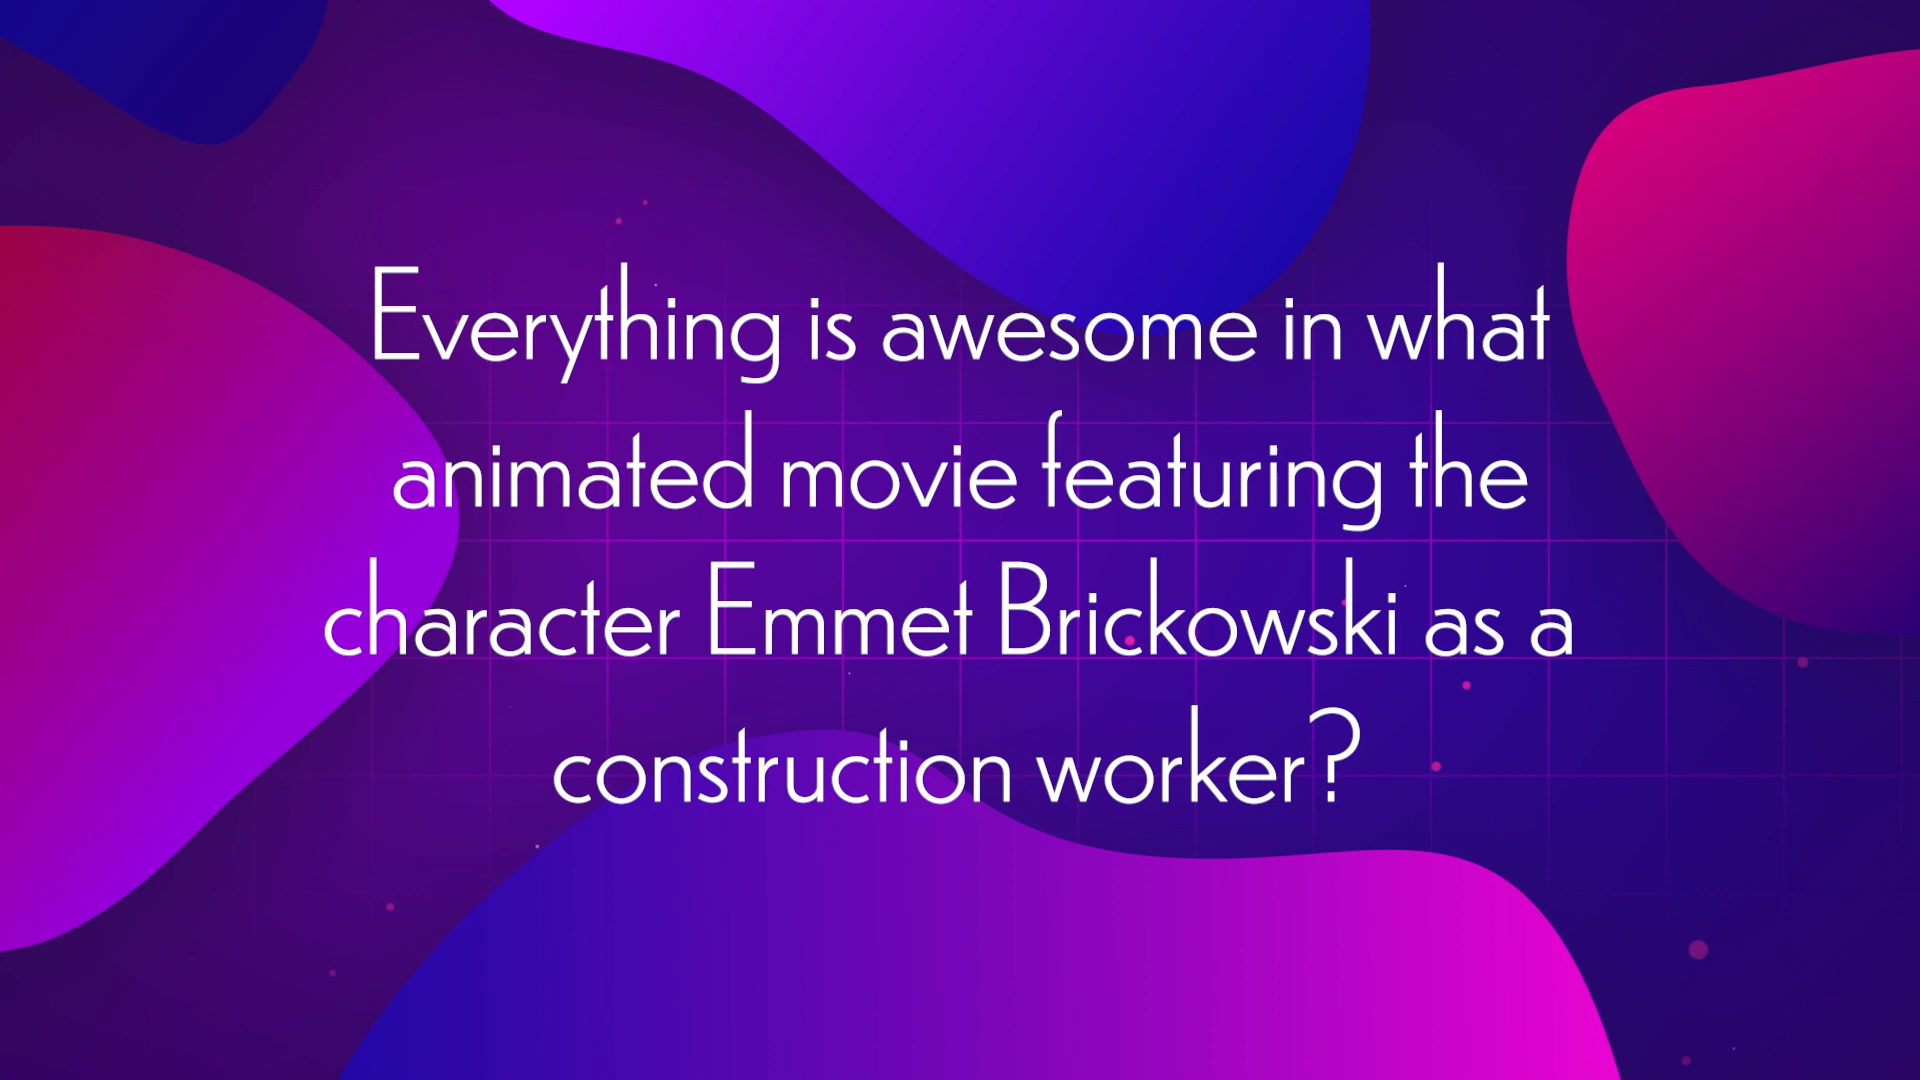 Everything is awesome in what
animated movie featuring the
character Emmet Brickowski as a
construction worker?